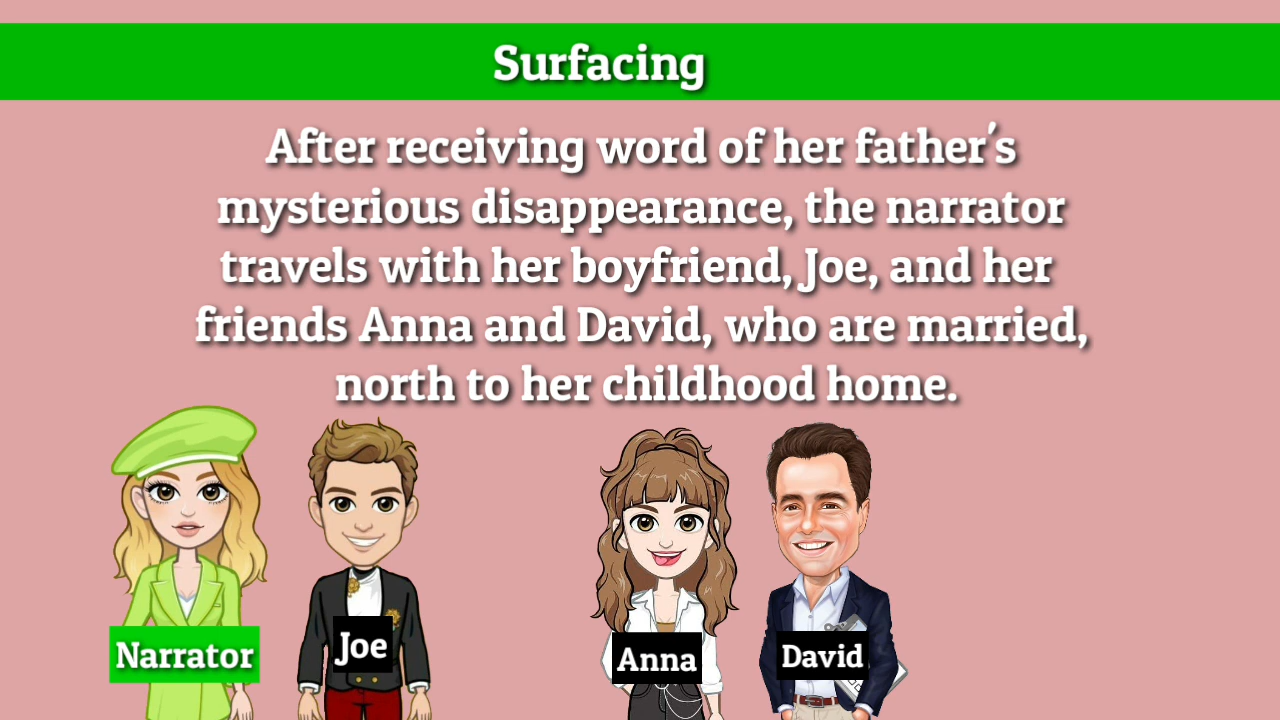 Surfacing
After receiving word of her father's
mysterious disappearance, the narrator
travels with her boyfriend, Joe, and her
friends Anna and David, who are married,
north to her childhood home.
Narrator
Joe
Anna
David